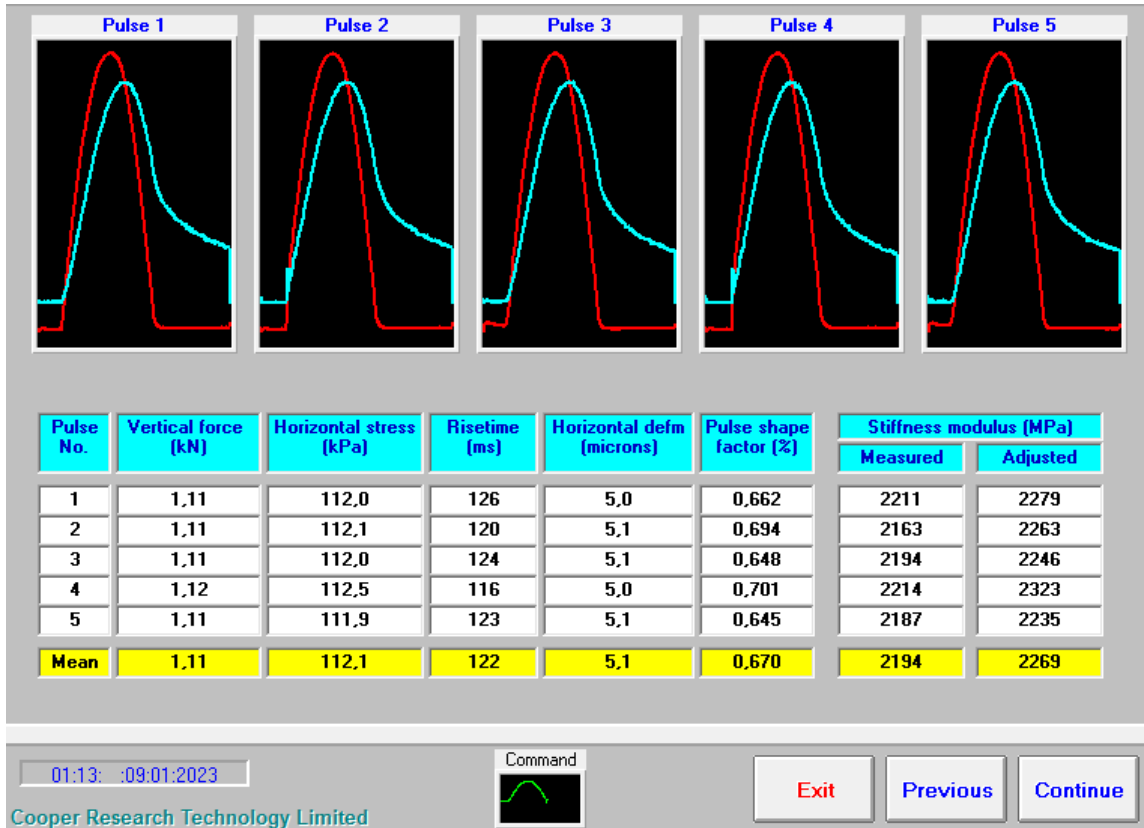 Pulse 1 Pulse 2 Pulse 3 Pulse 4 Pulse 5
Pulse No. Vertical force (kN) Horizontal stress (kPa) Risetime (ms) Horizontal defm (microns) Pulse shape factor (%) Stiffness modulus (MPa)
Measured Adjusted
1 1,11 112,0 126 5,0 0,662 2211 2279
2 1,11 112,1 120 5,1 0,694 2163 2263
3 1,11 112,0 124 5,1 0,648 2194 2246
4 1,12 112,5 116 5,0 0,701 2214 2323
5 1,11 111,9 123 5,1 0,645 2187 2235
Mean 1,11 112,1 122 5,1 0,670 2194 2269
Command
01:13: :09:01:2023
Exit Previous Continue
Cooper Research Technology Limited